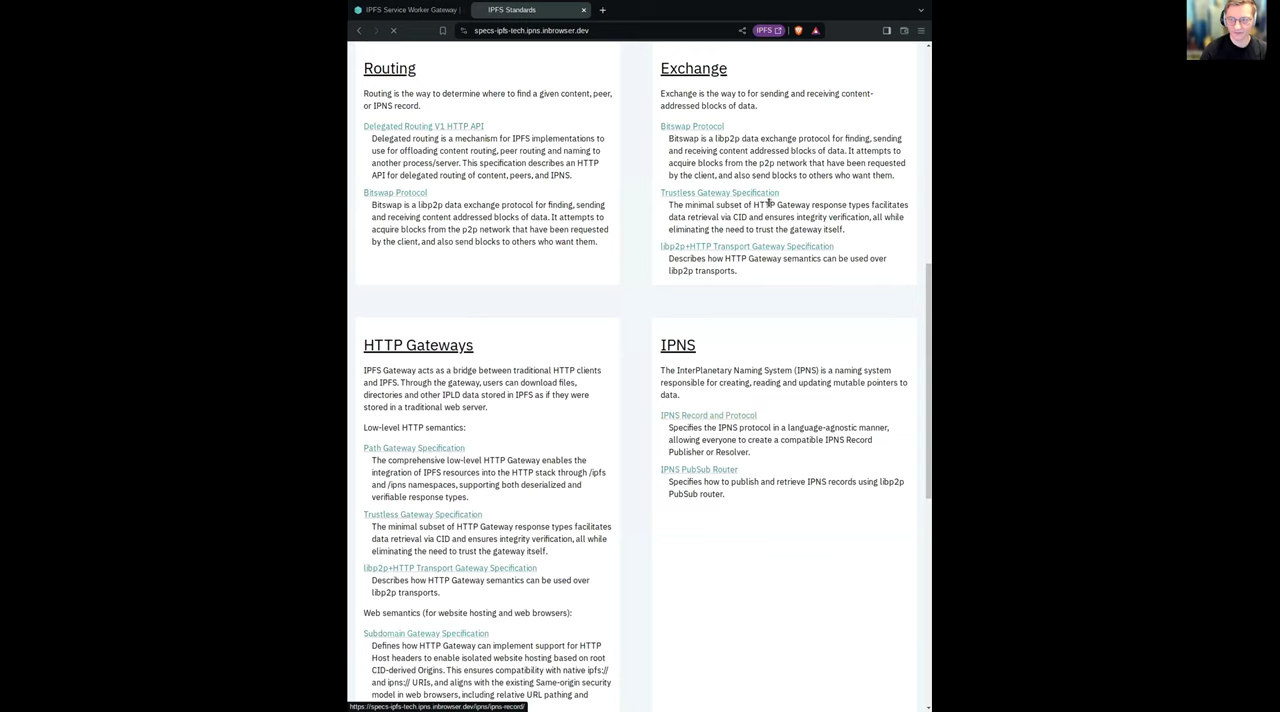 IPFS Service Worker Gateway |
IPFS Standards
specs-ipfs-tech.ipns.inbrowser.dev
IPFS
Routing
Routing is the way to determine where to find a given content, peer,
or IPNS record.
Delegated Routing V1 HTTP API
Delegated routing is a mechanism for IPFS implementations to
use for offloading content routing, peer routing and naming to
another process/server. This specification describes an HTTP
API for delegated routing of content, peers, and IPNS.
Bitswap Protocol
Bitswap is a libp2p data exchange protocol for finding, sending
and receiving content addressed blocks of data. It attempts to
acquire blocks from the p2p network that have been requested
by the client, and also send blocks to others who want them.
Exchange
Exchange is the way to for sending and receiving content-
addressed blocks of data.
Bitswap Protocol
Bitswap is a libp2p data exchange protocol for finding, sending
and receiving content addressed blocks of data. It attempts to
acquire blocks from the p2p network that have been requested
by the client, and also send blocks to others who want them.
Trustless Gateway Specification
The minimal subset of HTTP Gateway response types facilitates
data retrieval via CID and ensures integrity verification, all while
eliminating the need to trust the gateway itself.
libp2p+HTTP Transport Gateway Specification
Describes how HTTP Gateway semantics can be used over
libp2p transports.
HTTP Gateways
IPFS Gateway acts as a bridge between traditional HTTP clients
and IPFS. Through the gateway, users can download files,
directories and other IPLD data stored in IPFS as if they were
stored in a traditional web server.
Low-level HTTP semantics:
Path Gateway Specification
The comprehensive low-level HTTP Gateway enables the
integration of IPFS resources into the HTTP stack through /ipfs
and /ipns namespaces, supporting both deserialized and
verifiable response types.
Trustless Gateway Specification
The minimal subset of HTTP Gateway response types facilitates
data retrieval via CID and ensures integrity verification, all while
eliminating the need to trust the gateway itself.
libp2p+HTTP Transport Gateway Specification
Describes how HTTP Gateway semantics can be used over
libp2p transports.
Web semantics (for website hosting and web browsers):
Subdomain Gateway Specification
Defines how HTTP Gateway can implement support for HTTP
Host headers to enable isolated website hosting based on root
CID-derived Origins. This ensures compatibility with native ipfs://
and ipns:// URIs, and aligns with the existing Same-origin security
model in web browsers, including relative URL pathing and
IPNS
The InterPlanetary Naming System (IPNS) is a naming system
responsible for creating, reading and updating mutable pointers to
data.
IPNS Record and Protocol
Specifies the IPNS protocol in a language-agnostic manner,
allowing everyone to create a compatible IPNS Record
Publisher or Resolver.
IPNS PubSub Router
Specifies how to publish and retrieve IPNS records using libp2p
PubSub router.
https://specs-ipfs-tech.ipns.inbrowser.dev/ipns/ipns-record/